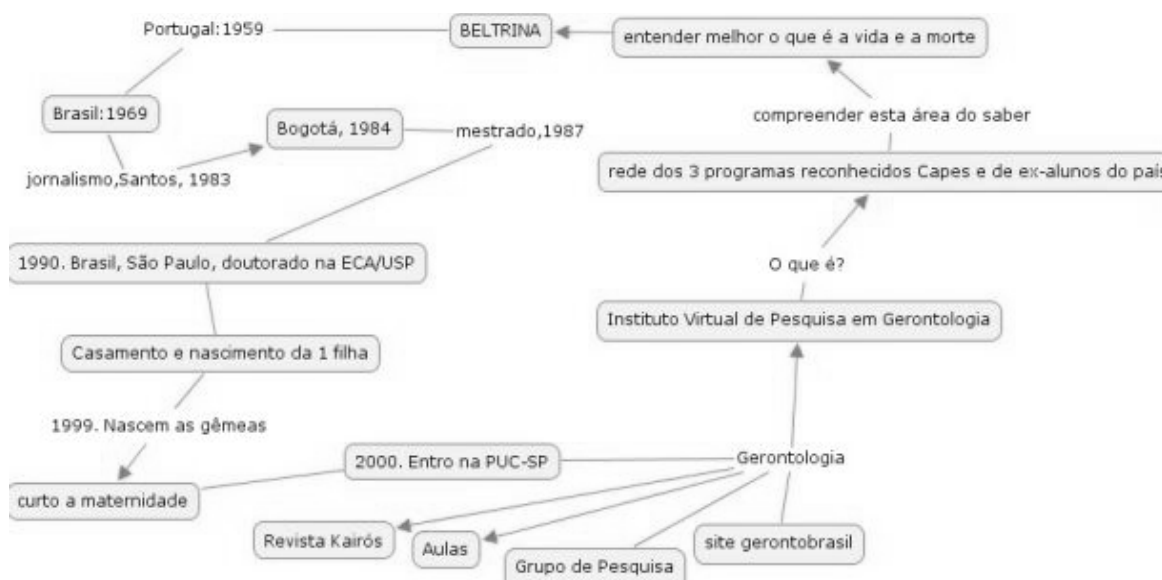 Portugal:1959
BELTRINA
entender melhor o que é a vida e a morte
Brasil:1969
Bogotá, 1984
mestrado,1987
compreender esta área do saber
jornalismo,Santos, 1983
rede dos 3 programas reconhecidos Capes e de ex-alunos do país
1990. Brasil, São Paulo, doutorado na ECA/USP
O que é?
Instituto Virtual de Pesquisa em Gerontologia
Casamento e nascimento da 1 filha
1999. Nascem as gêmeas
2000. Entro na PUC-SP
Gerontologia
curto a maternidade
Revista Kairós
Aulas
Grupo de Pesquisa
site gerontobrasil